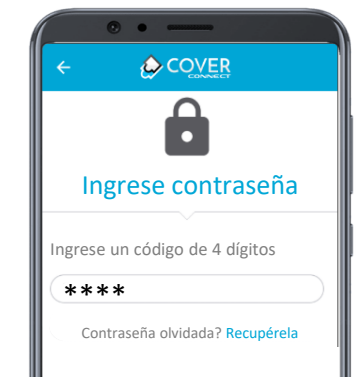 COVER
CONNECT
Ingrese contraseña
Ingrese un código de 4 dígitos
****
Contraseña olvidada? Recupérela